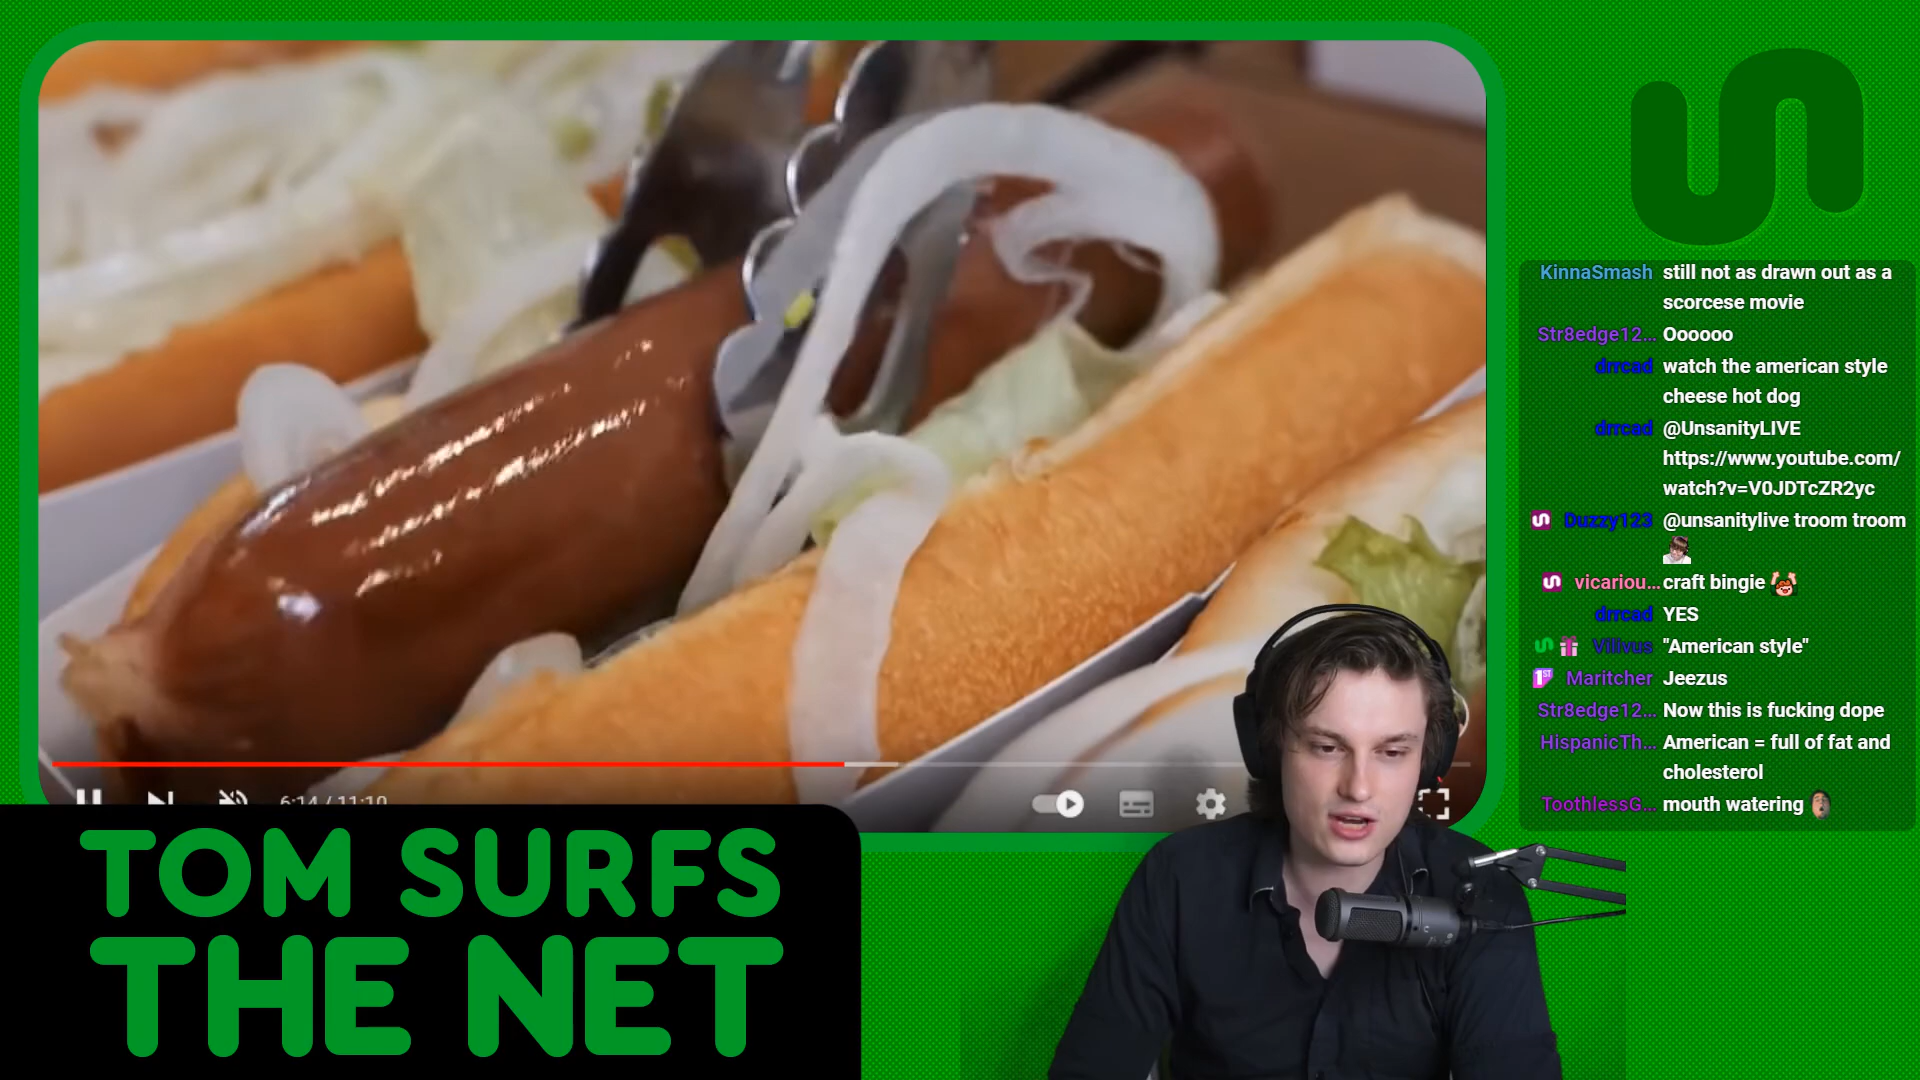 KinnaSmash still not as drawn out as a
scorcese movie
Str8edge12... Oooooo
drrcad watch the american style
cheese hot dog
drrcad @UnsanityLIVE
https://www.youtube.com/
watch?v=V0JDTcZR2yc
Duzzy123 @unsanitylive troom troom
vicariou... craft bingie
drrcad YES
Villvus "American style"
1ST Maritcher Jeezus
Str8edge12... Now this is fucking dope
HispanicTh... American = full of fat and
cholesterol
ToothlessG... mouth watering
6:14 / 11:10
TOM SURFS
THE NET